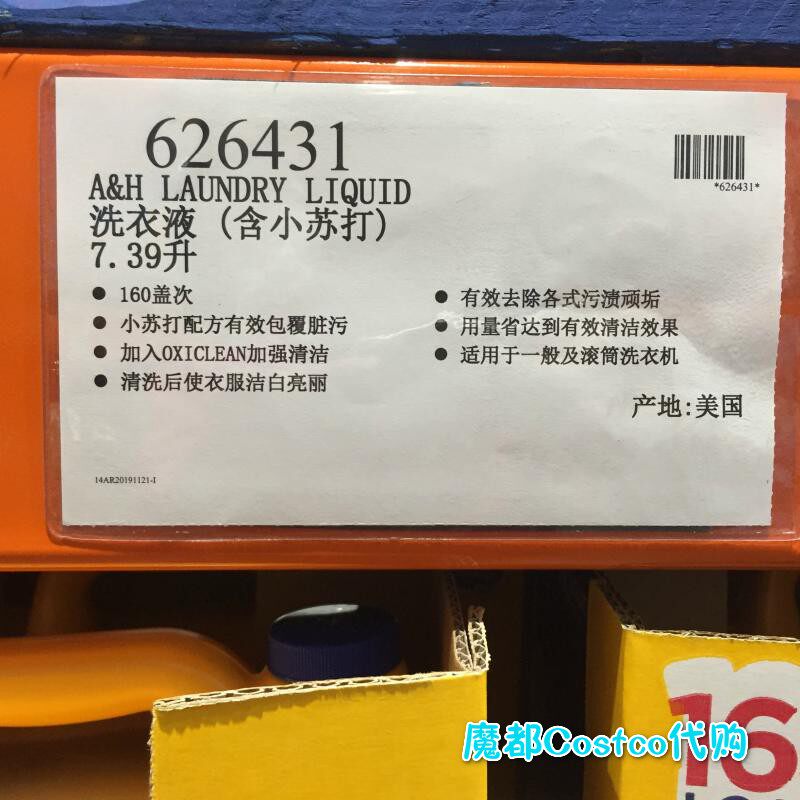 626431
*626431*
A&H LAUNDRY LIQUID
洗衣液 (含小苏打)
7.39升
● 160盖次
● 小苏打配方有效包覆脏污
● 加入OXICLEAN加强清洁
● 清洗后使衣服洁白亮丽
● 有效去除各式污渍顽垢
● 用量省达到有效清洁效果
● 适用于一般及滚筒洗衣机
产地:美国
14AR20191121-I
16
魔都Costco代购